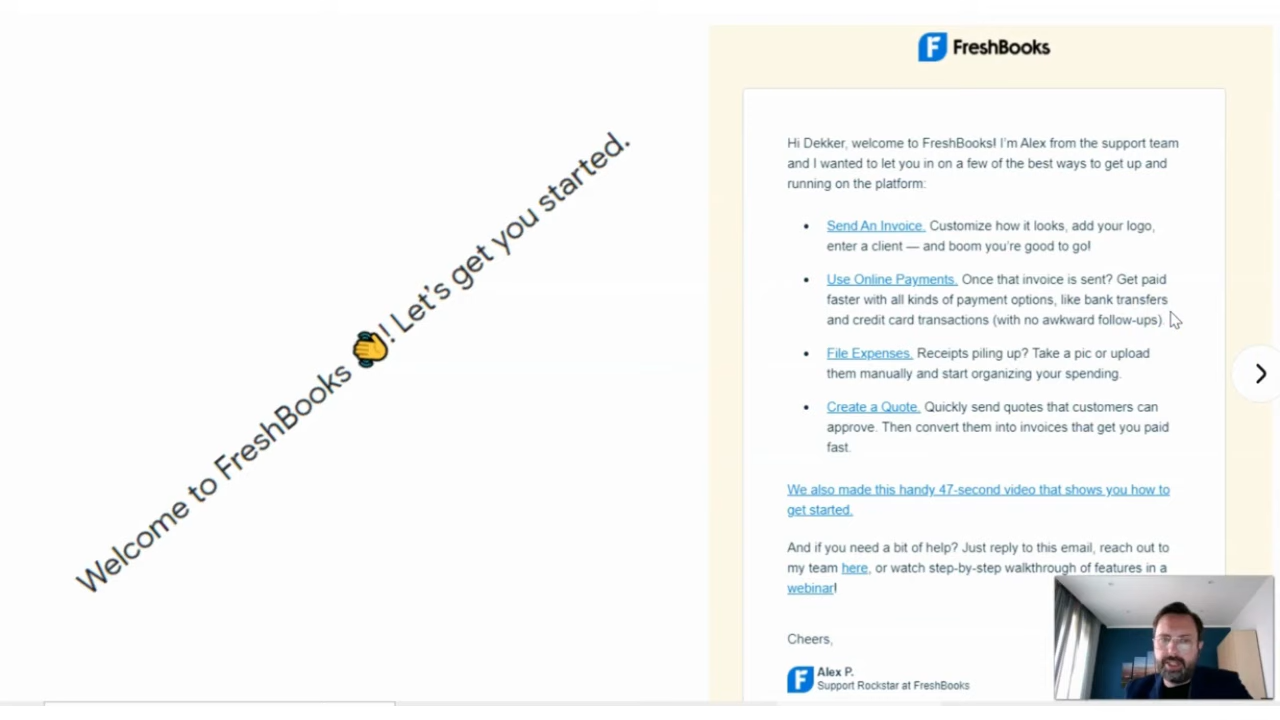 Welcome to FreshBooks 👋! Let's get you started.
FreshBooks
Hi Dekker, welcome to FreshBooks! I'm Alex from the support team
and I wanted to let you in on a few of the best ways to get up and
running on the platform:
• Send An Invoice. Customize how it looks, add your logo,
enter a client — and boom you're good to go!
• Use Online Payments. Once that invoice is sent? Get paid
faster with all kinds of payment options, like bank transfers
and credit card transactions (with no awkward follow-ups)
• File Expenses. Receipts piling up? Take a pic or upload
them manually and start organizing your spending.
• Create a Quote. Quickly send quotes that customers can
approve. Then convert them into invoices that get you paid
fast.
We also made this handy 47-second video that shows you how to
get started.
And if you need a bit of help? Just reply to this email, reach out to
my team here, or watch step-by-step walkthrough of features in a
webinar!
Cheers,
Alex P.
Support Rockstar at FreshBooks